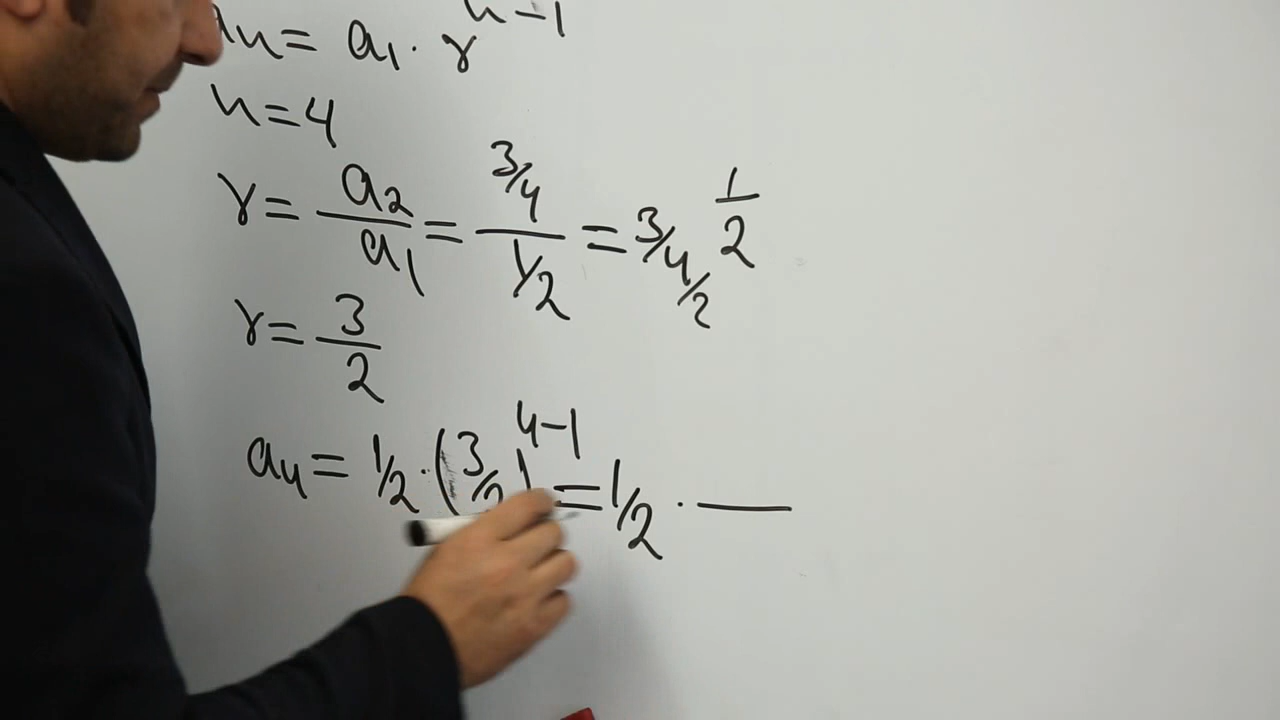 an = a1 · r^n-1
n = 4
r = a2/a1 = 3/4 / 1/2 = 3/4/2 1/2
r = 3/2
a4 = 1/2 · (3/2)^4-1 = 1/2 · —